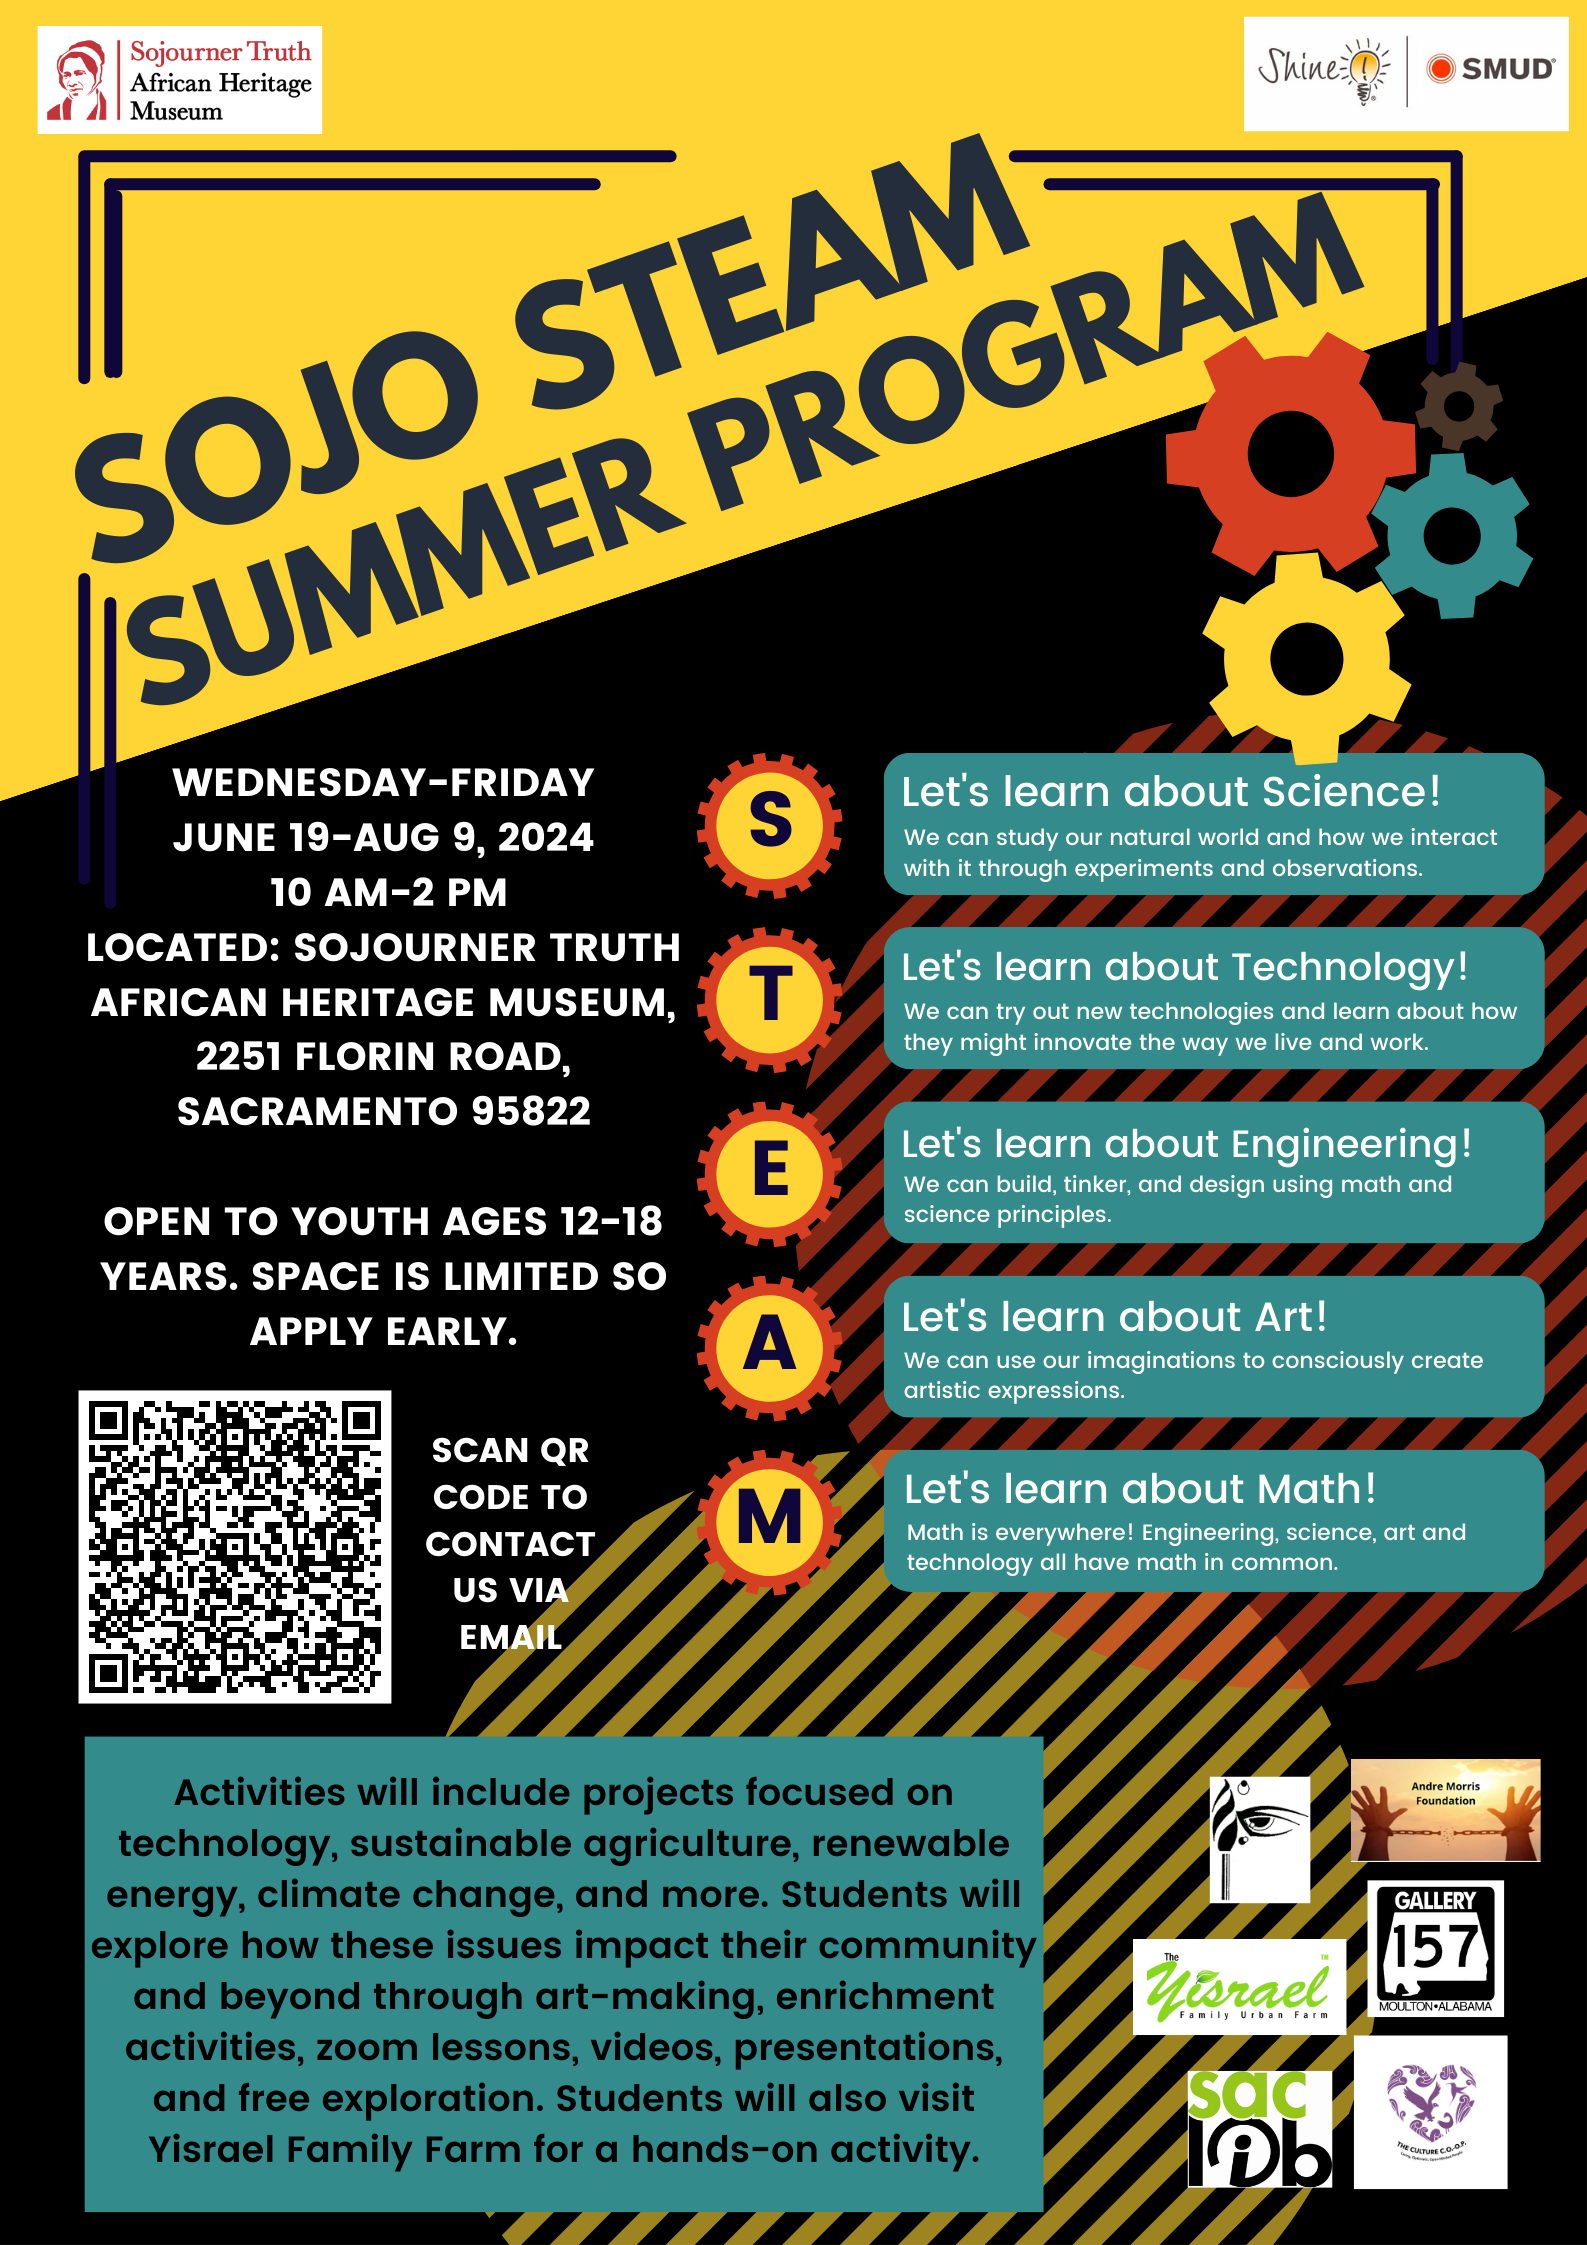 Sojourner Truth
African Heritage
Museum
Shine
SMUD®
SOJO STEAM
SUMMER PROGRAM
WEDNESDAY-FRIDAY
JUNE 19-AUG 9, 2024
10 AM-2 PM
LOCATED: SOJOURNER TRUTH
AFRICAN HERITAGE MUSEUM,
2251 FLORIN ROAD,
SACRAMENTO 95822
OPEN TO YOUTH AGES 12-18
YEARS. SPACE IS LIMITED SO
APPLY EARLY.
SCAN QR
CODE TO
CONTACT
US VIA
EMAIL
S
Let's learn about Science!
We can study our natural world and how we interact
with it through experiments and observations.
T
Let's learn about Technology!
We can try out new technologies and learn about how
they might innovate the way we live and work.
E
Let's learn about Engineering!
We can build, tinker, and design using math and
science principles.
A
Let's learn about Art!
We can use our imaginations to consciously create
artistic expressions.
M
Let's learn about Math!
Math is everywhere! Engineering, science, art and
technology all have math in common.
Activities will include projects focused on
technology, sustainable agriculture, renewable
energy, climate change, and more. Students will
explore how these issues impact their community
and beyond through art-making, enrichment
activities, zoom lessons, videos, presentations,
and free exploration. Students will also visit
Yisrael Family Farm for a hands-on activity.
Andre Morris
Foundation
GALLERY
157
MOULTON•ALABAMA
The
Yisrael™
Family Urban Farm
sac
lib
THE CULTURE C.O.-O.P.